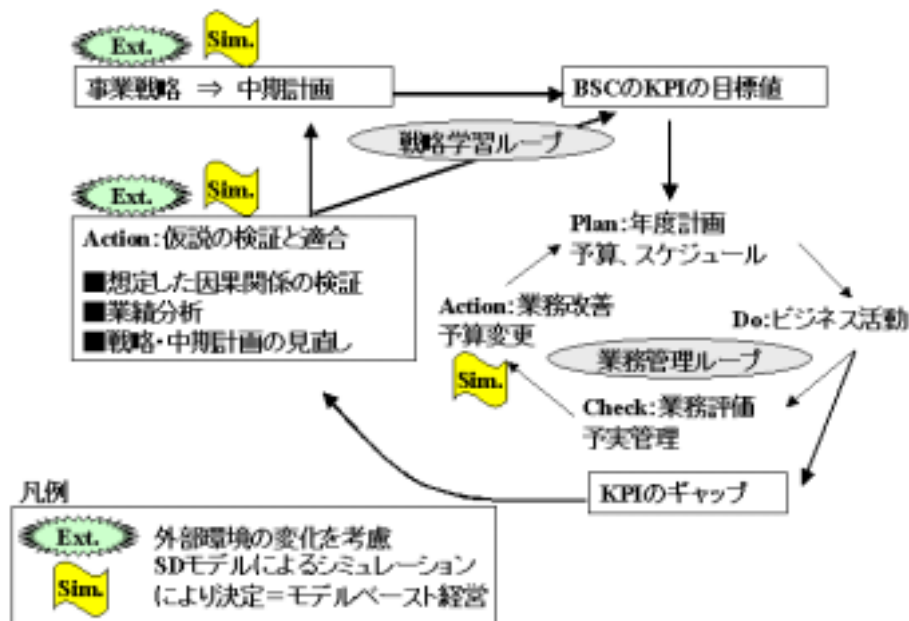 Ext.
Sim.
事業戦略 ⇒ 中期計画
BSCのKPIの目標値
戦略学習ループ
Ext.
Sim.
Action:仮説の検証と適合
■想定した因果関係の検証
■業績分析
■戦略・中期計画の見直し
Plan:年度計画
予算、スケジュール
Action:業務改善
予算変更
Do:ビジネス活動
業務管理ループ
Sim.
Check:業務評価
予実管理
KPIのギャップ
凡例
Ext.
外部環境の変化を考慮
Sim.
SDモデルによるシミュレーション
により決定=モデルベースト経営